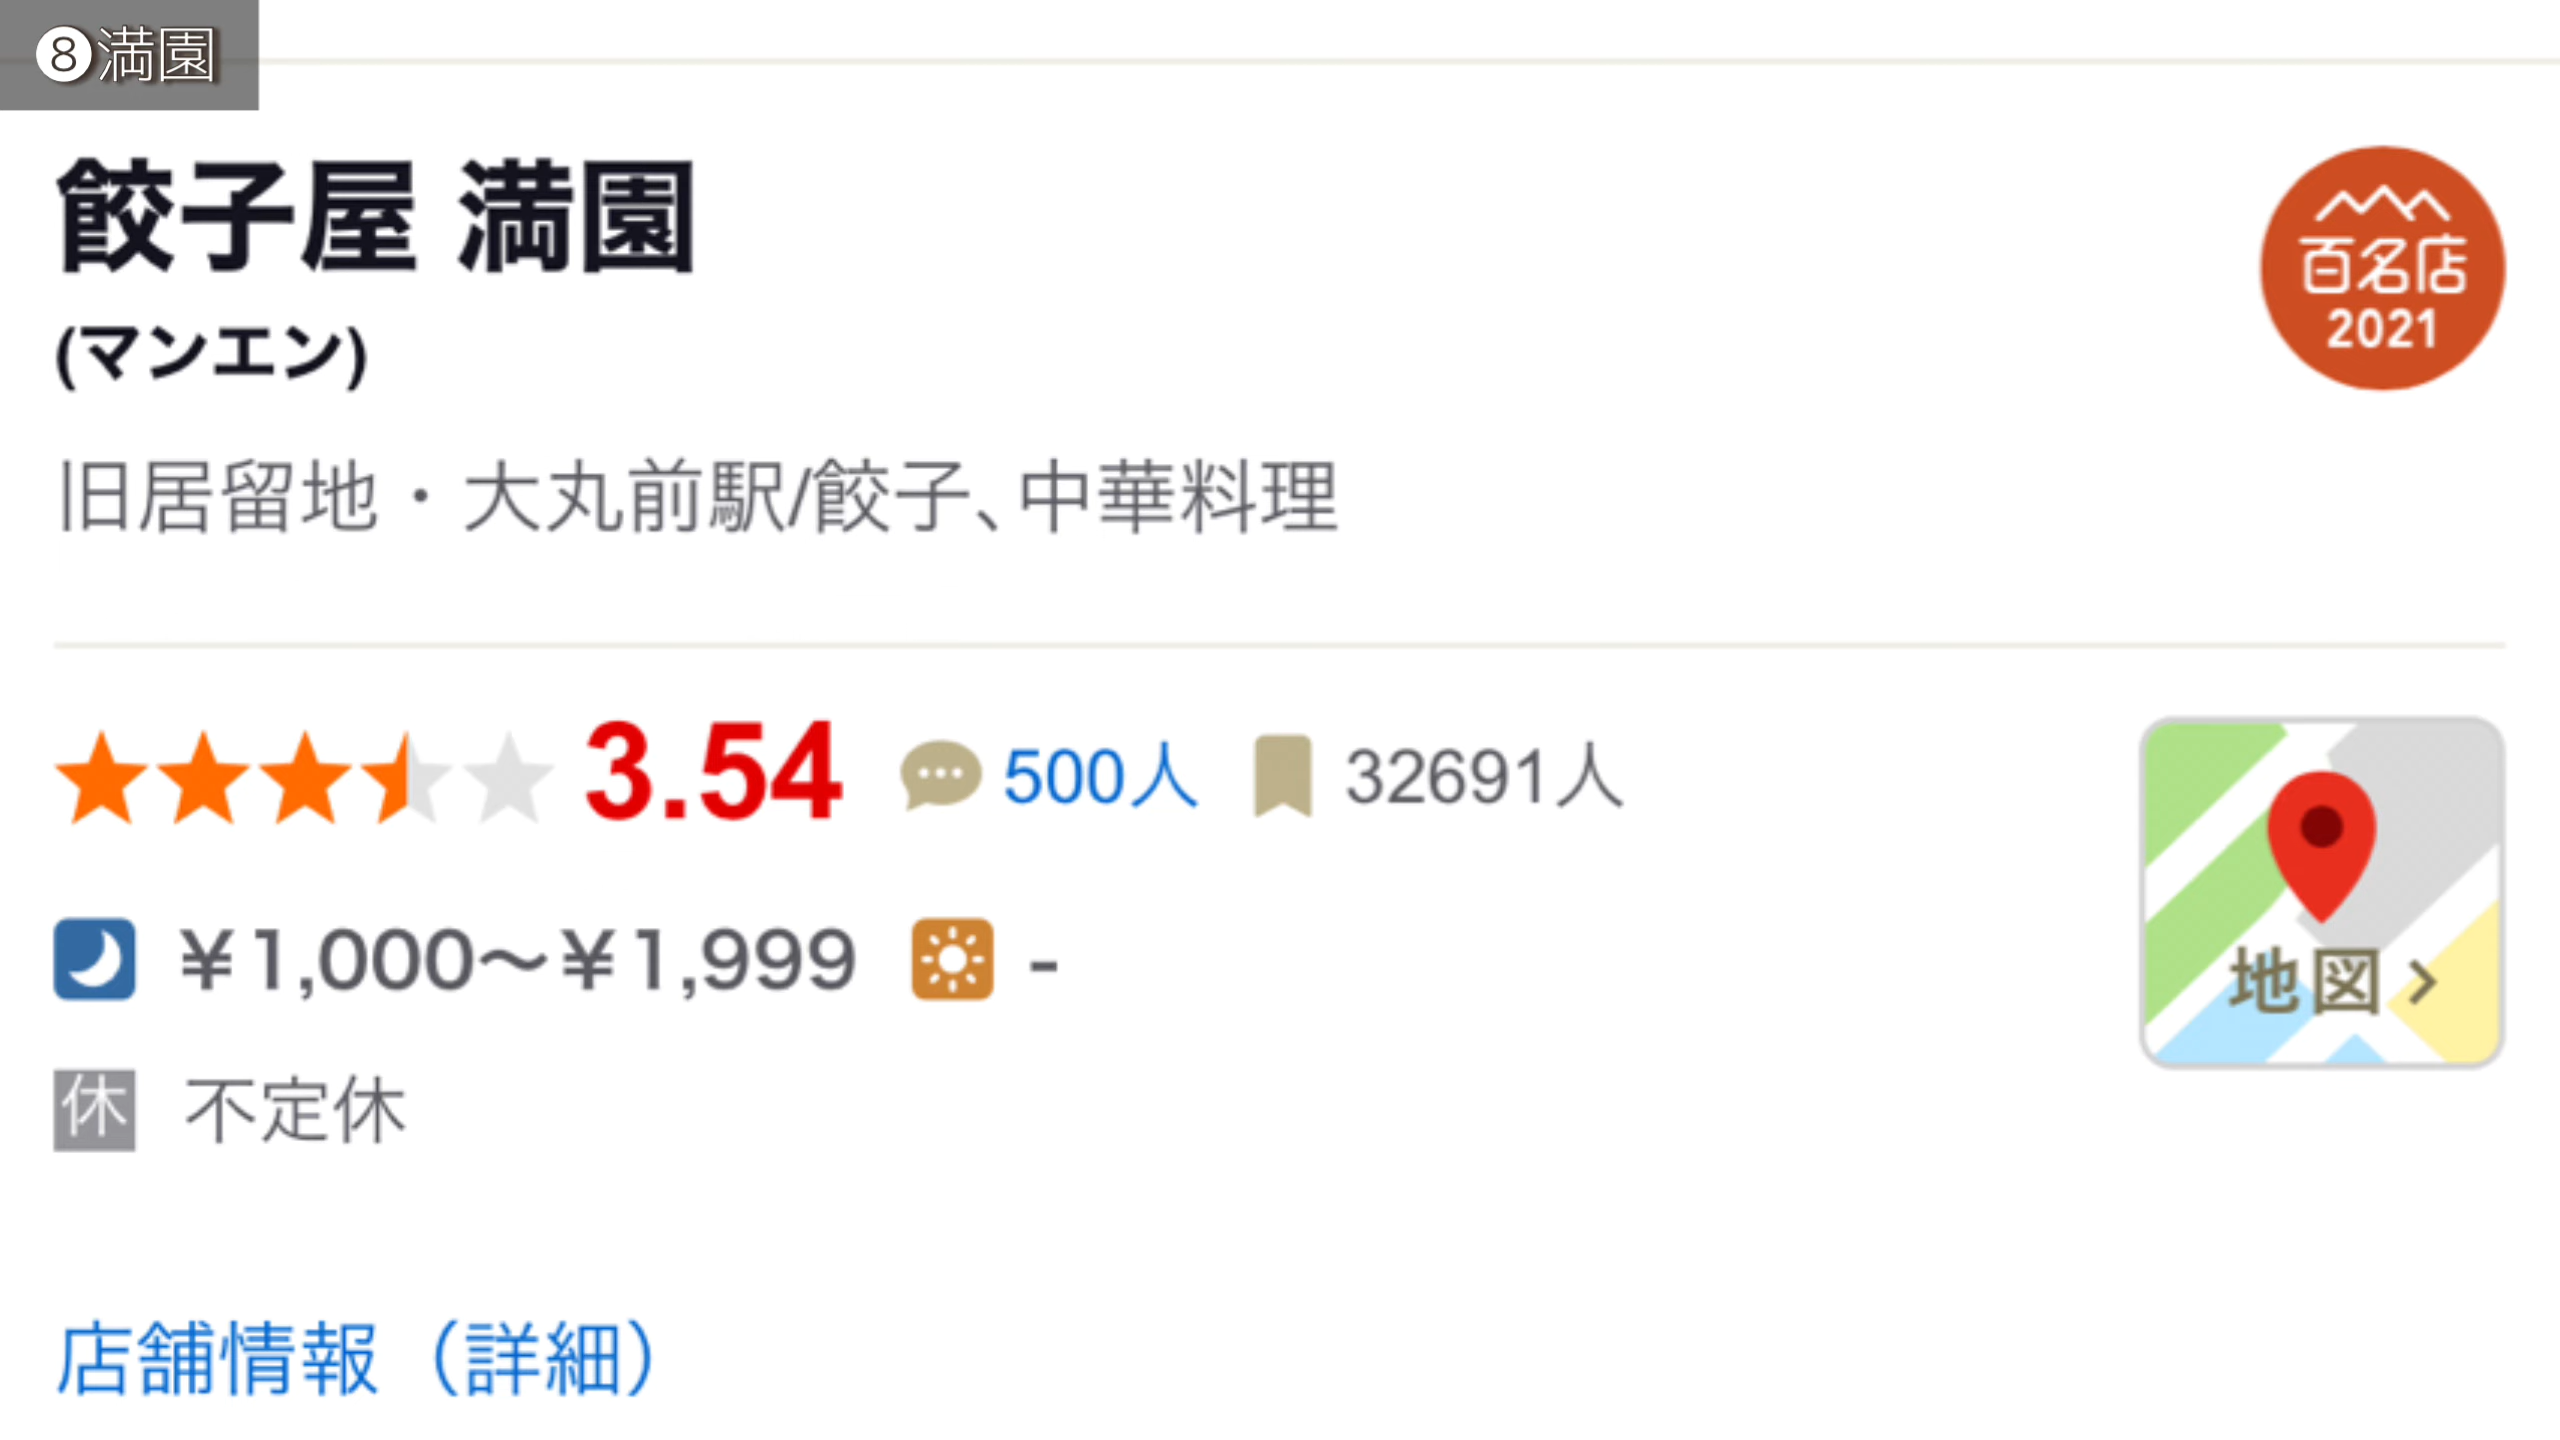 ❽満園
餃子屋 満園
(マンエン)
百名店
2021
旧居留地・大丸前駅/餃子、中華料理
3.54 500人 32691人
¥1,000～¥1,999 -
地図 >
休 不定休
店舗情報（詳細）